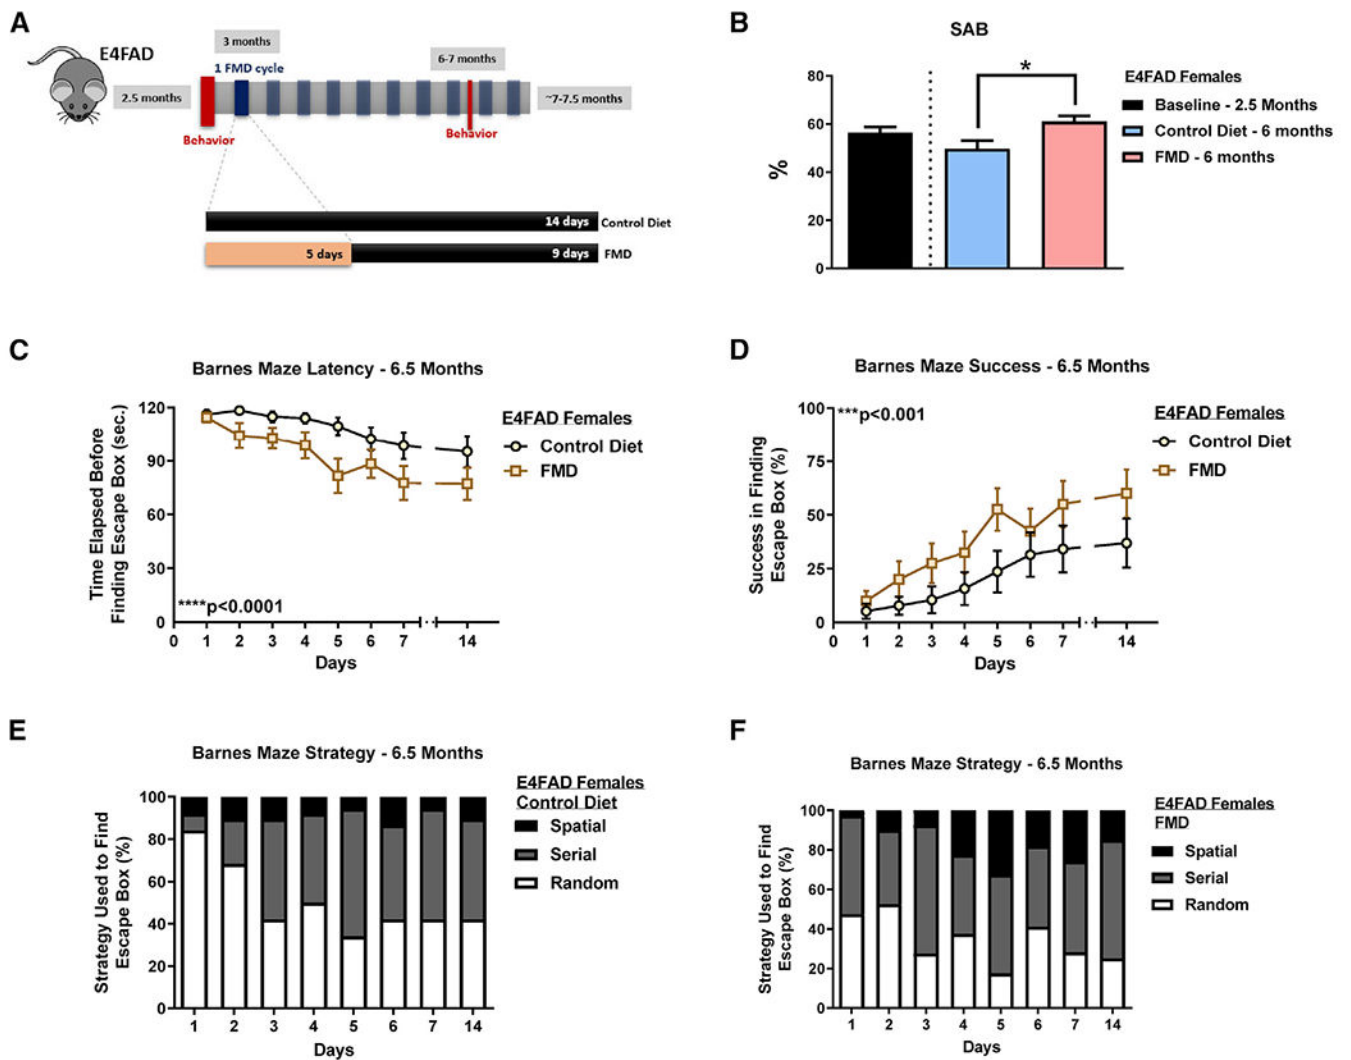 A
E4FAD
3 months
1 FMD cycle
6-7 months
2.5 months
~7-7.5 months
Behavior
Behavior
14 days
Control Diet
5 days
9 days
FMD
B
SAB
*
80
60
40
20
0
%
E4FAD Females
Baseline - 2.5 Months
Control Diet - 6 months
FMD - 6 months
C
Barnes Maze Latency - 6.5 Months
Time Elapsed Before
Finding Escape Box (sec.)
120
90
60
30
0
****p<0.0001
0 1 2 3 4 5 6 7 14
Days
E4FAD Females
Control Diet
FMD
D
Barnes Maze Success - 6.5 Months
Success in Finding
Escape Box (%)
100
75
50
25
0
***p<0.001
0 1 2 3 4 5 6 7 14
Days
E4FAD Females
Control Diet
FMD
E
Barnes Maze Strategy - 6.5 Months
Strategy Used to Find
Escape Box (%)
100
80
60
40
20
0
1 2 3 4 5 6 7 14
Days
E4FAD Females
Control Diet
Spatial
Serial
Random
F
Barnes Maze Strategy - 6.5 Months
Strategy Used to Find
Escape Box (%)
100
80
60
40
20
0
1 2 3 4 5 6 7 14
Days
E4FAD Females
FMD
Spatial
Serial
Random